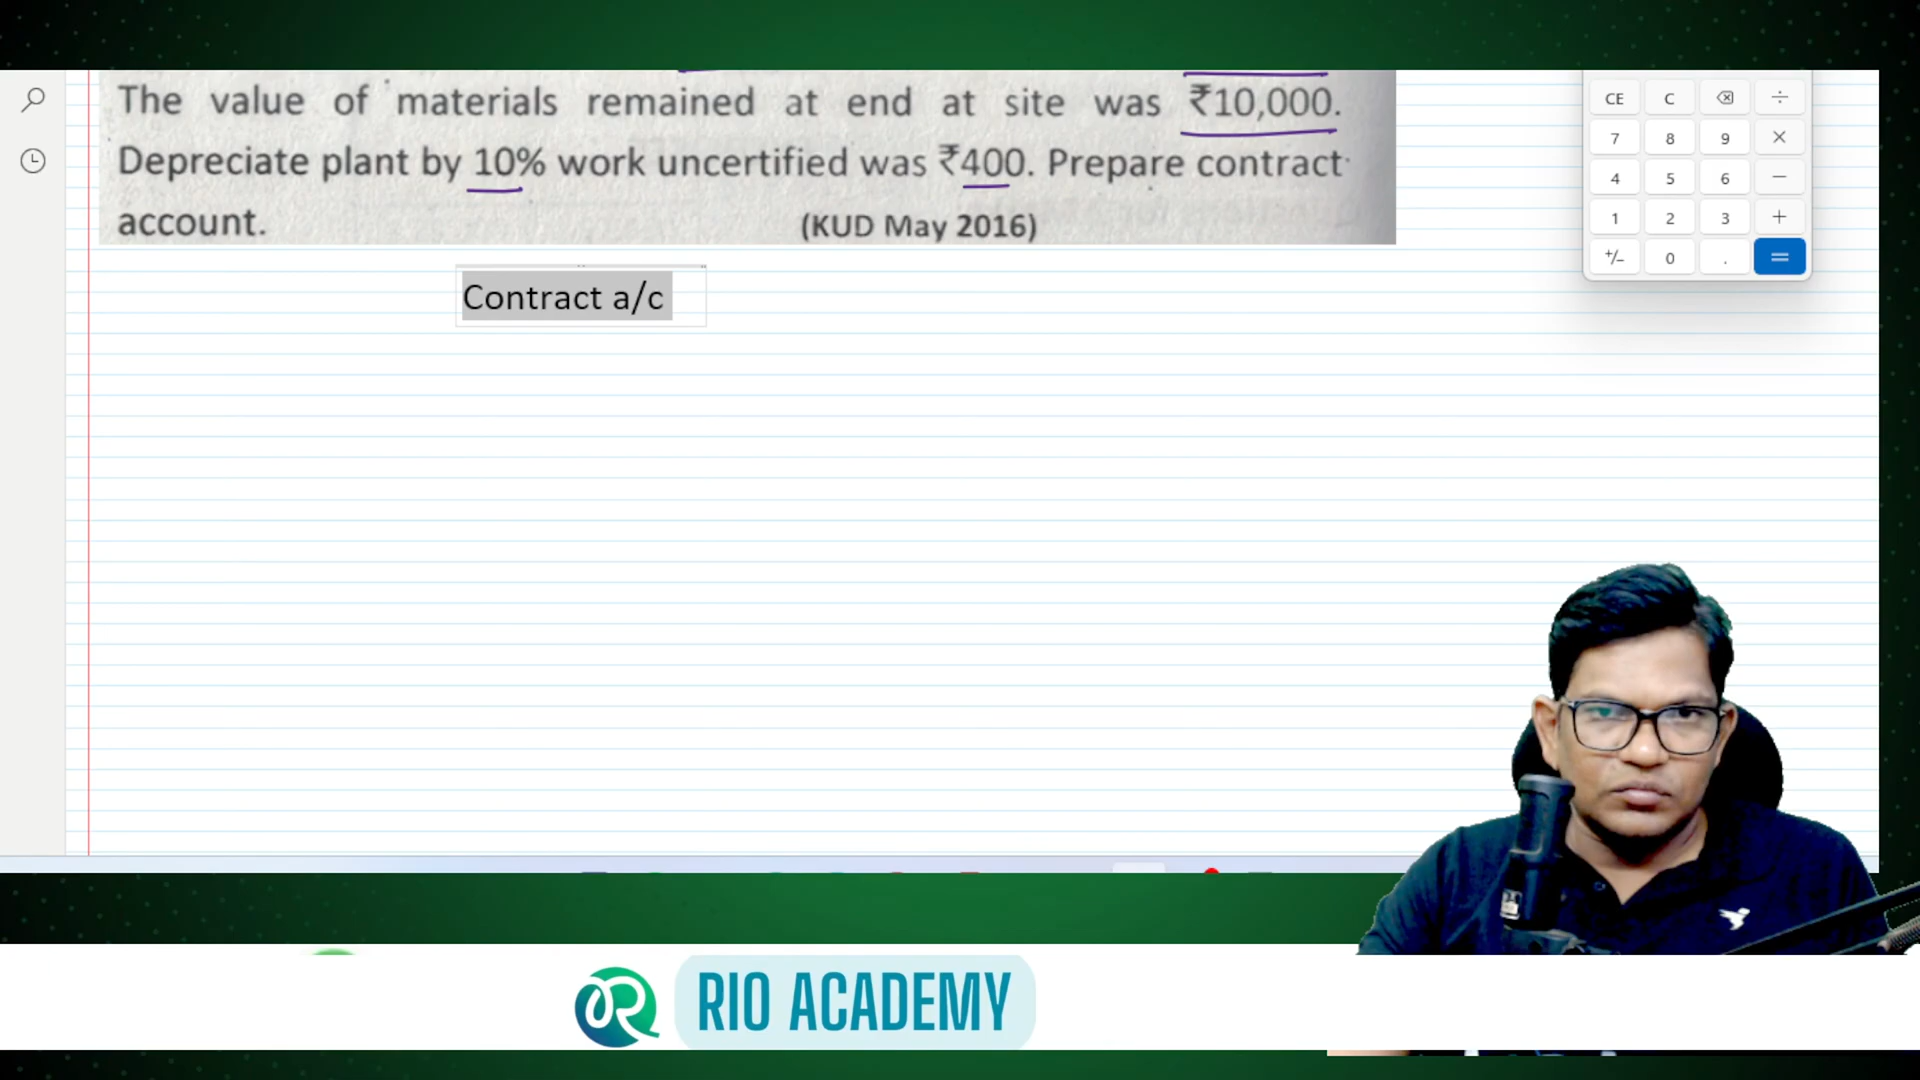 The value of materials remained at end at site was ₹10,000.
Depreciate plant by 10% work uncertified was ₹400. Prepare contract
account. (KUD May 2016)
Contract a/c
CE C ⌫ ÷
7 8 9 ×
4 5 6 −
1 2 3 +
+/− 0 . =
RIO ACADEMY